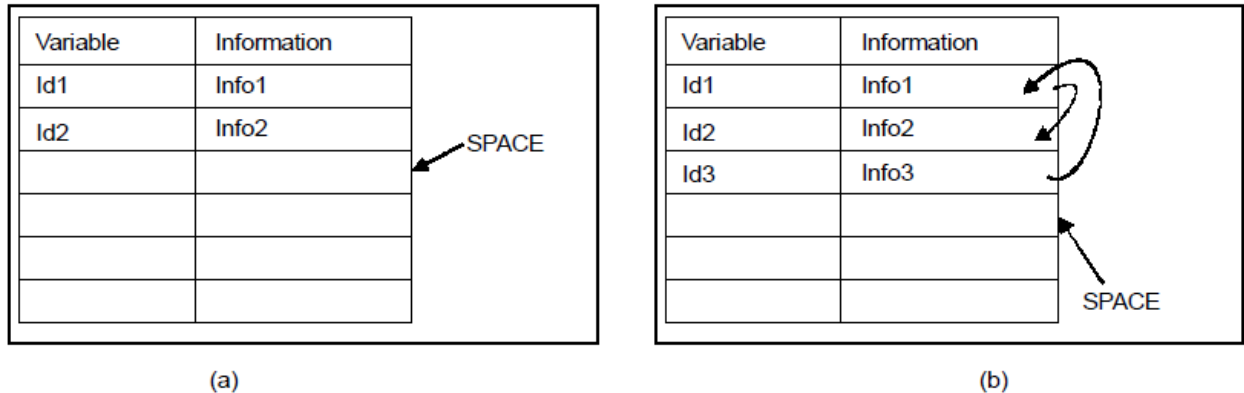 Variable Information
Id1 Info1
Id2 Info2
SPACE
(a)
Variable Information
Id1 Info1
Id2 Info2
Id3 Info3
SPACE
(b)